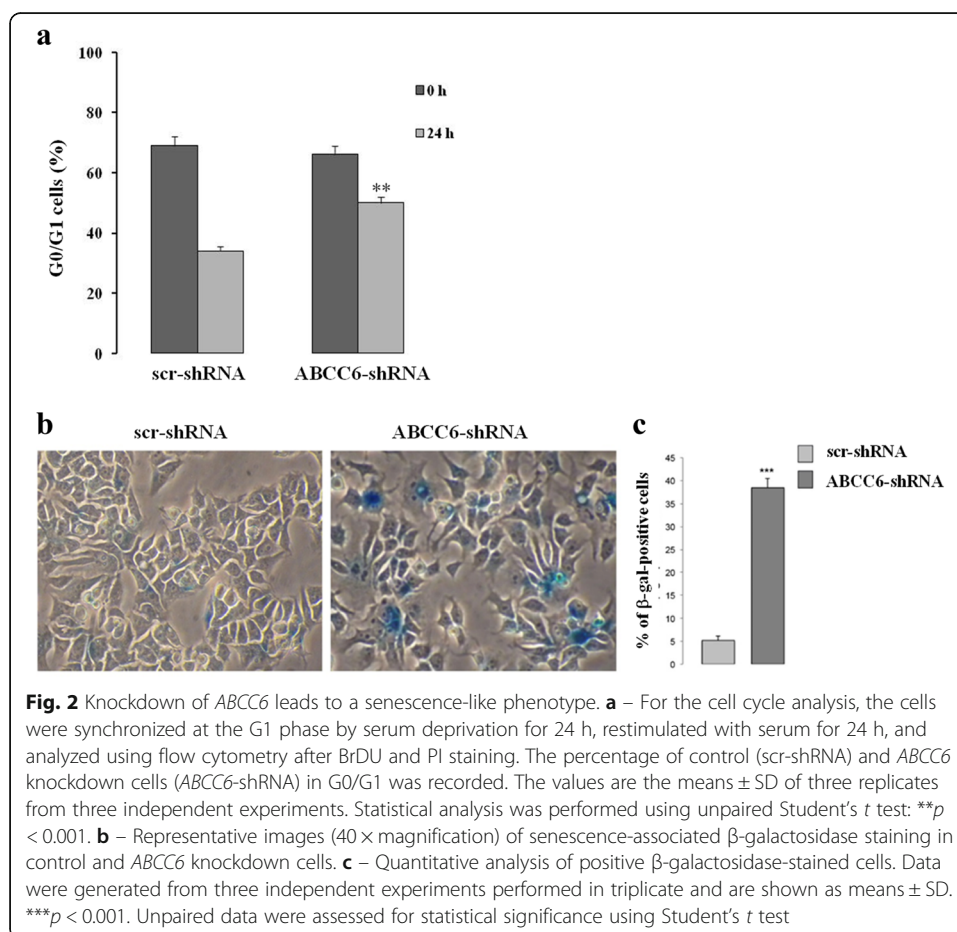 a
100
80
60
40
20
0
G0/G1 cells (%)
0 h
24 h
**
scr-shRNA
ABCC6-shRNA
b
scr-shRNA
ABCC6-shRNA
c
scr-shRNA
ABCC6-shRNA
% of β-gal-positive cells
45
40
35
30
25
20
15
10
5
0
***
Fig. 2 Knockdown of ABCC6 leads to a senescence-like phenotype. a – For the cell cycle analysis, the cells
were synchronized at the G1 phase by serum deprivation for 24 h, restimulated with serum for 24 h, and
analyzed using flow cytometry after BrDU and PI staining. The percentage of control (scr-shRNA) and ABCC6
knockdown cells (ABCC6-shRNA) in G0/G1 was recorded. The values are the means ± SD of three replicates
from three independent experiments. Statistical analysis was performed using unpaired Student's t test: **p
< 0.001. b – Representative images (40 × magnification) of senescence-associated β-galactosidase staining in
control and ABCC6 knockdown cells. c – Quantitative analysis of positive β-galactosidase-stained cells. Data
were generated from three independent experiments performed in triplicate and are shown as means ± SD.
***p < 0.001. Unpaired data were assessed for statistical significance using Student's t test